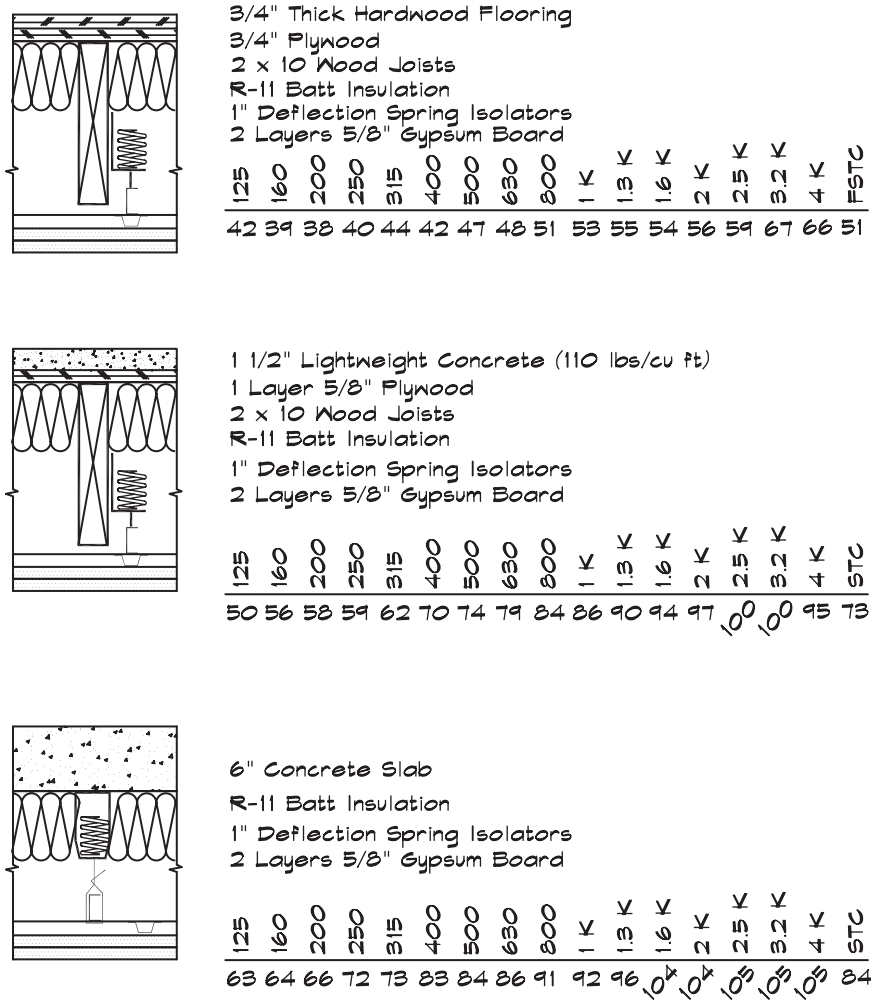 3/4" Thick Hardwood Flooring
3/4" Plywood
2 x 10 Wood Joists
R-11 Batt Insulation
1" Deflection Spring Isolators
2 Layers 5/8" Gypsum Board
125 160 200 250 315 400 500 630 800 1 K 1.3 K 1.6 K 2 K 2.5 K 3.2 K 4 K FSTC
42 39 38 40 44 42 47 48 51 53 55 54 56 59 67 66 51
1 1/2" Lightweight Concrete (110 lbs/cu ft)
1 Layer 5/8" Plywood
2 x 10 Wood Joists
R-11 Batt Insulation
1" Deflection Spring Isolators
2 Layers 5/8" Gypsum Board
125 160 200 250 315 400 500 630 800 1 K 1.3 K 1.6 K 2 K 2.5 K 3.2 K 4 K STC
50 56 58 59 62 70 74 79 84 86 90 94 97 100 100 95 73
6" Concrete Slab
R-11 Batt Insulation
1" Deflection Spring Isolators
2 Layers 5/8" Gypsum Board
125 160 200 250 315 400 500 630 800 1 K 1.3 K 1.6 K 2 K 2.5 K 3.2 K 4 K STC
63 64 66 72 73 83 84 86 91 92 96 104 104 105 105 105 84